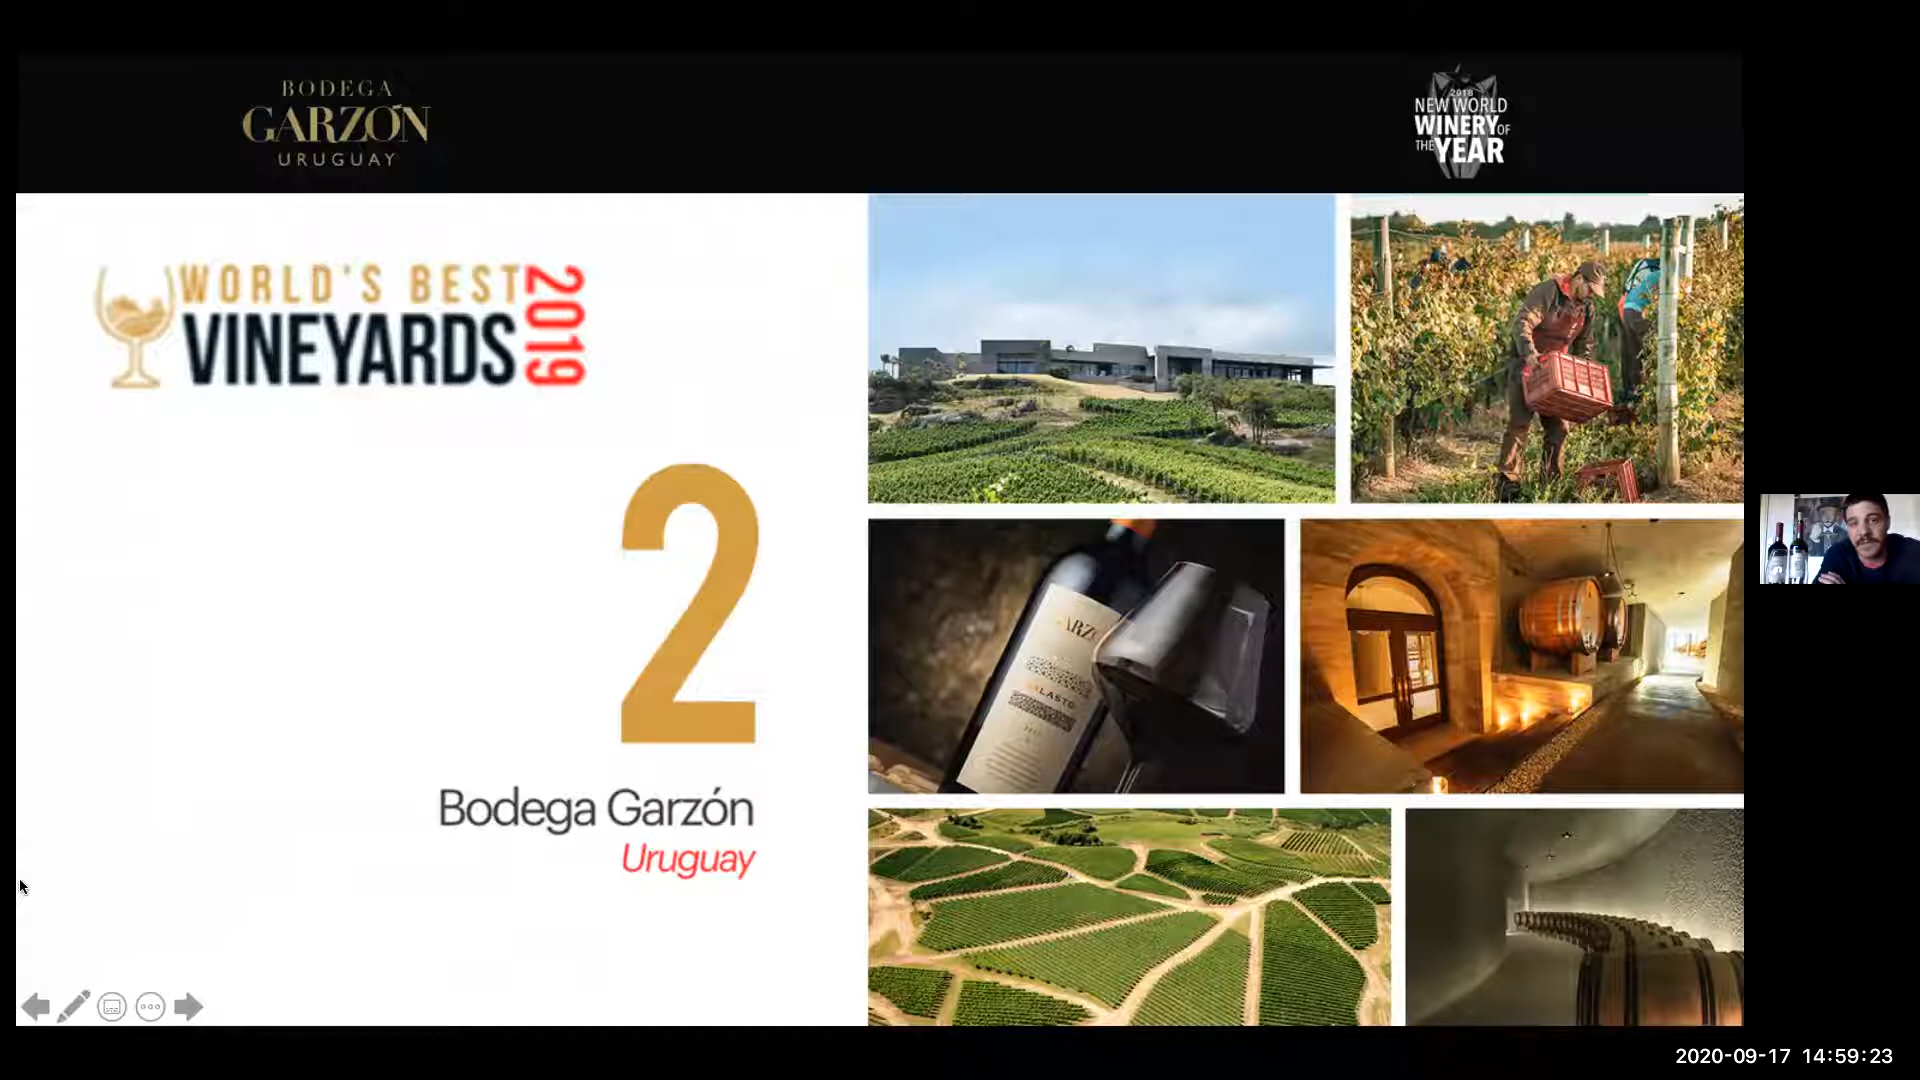 BODEGA
GARZÓN
URUGUAY
2018
NEW WORLD
WINERY OF
THE YEAR
WORLD'S BEST
VINEYARDS
2019
2
Bodega Garzón
Uruguay
2020-09-17 14:59:23